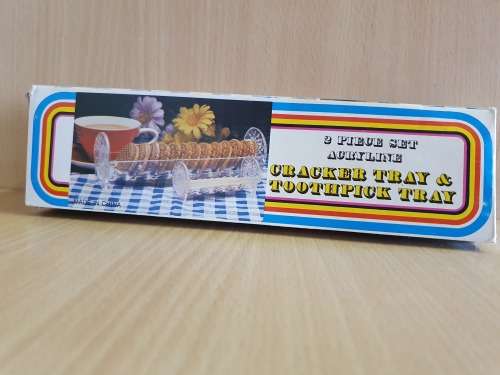 2 PIECE SET
ACRYLINE
CRACKER TRAY &
TOOTHPICK TRAY